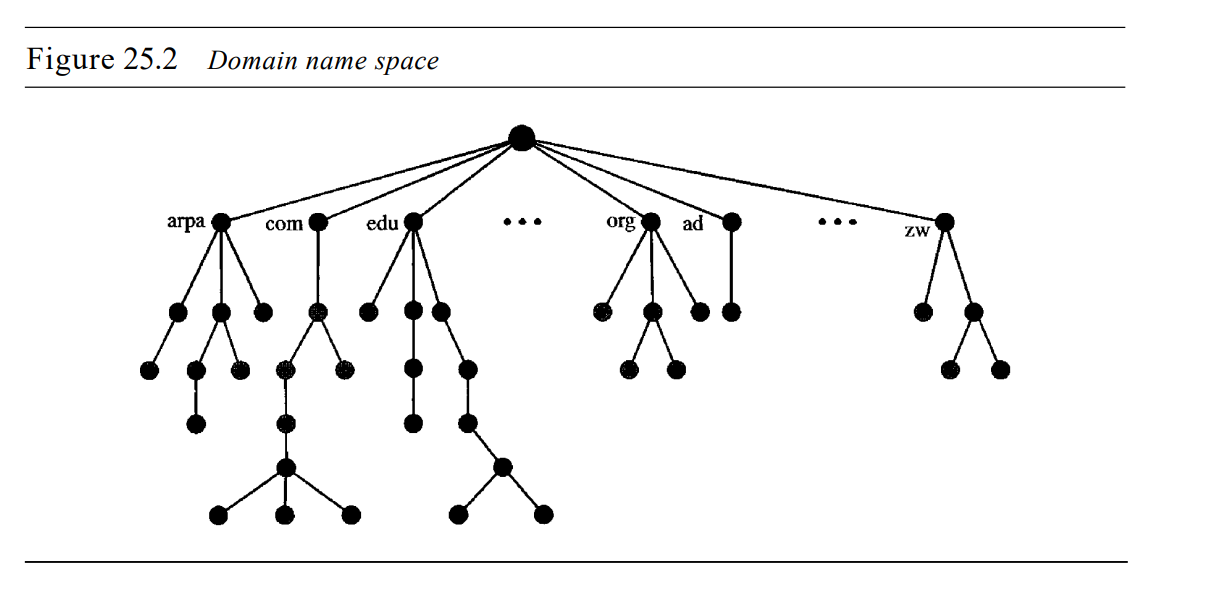 Figure 25.2 Domain name space
arpa com edu ••• org ad ••• zw